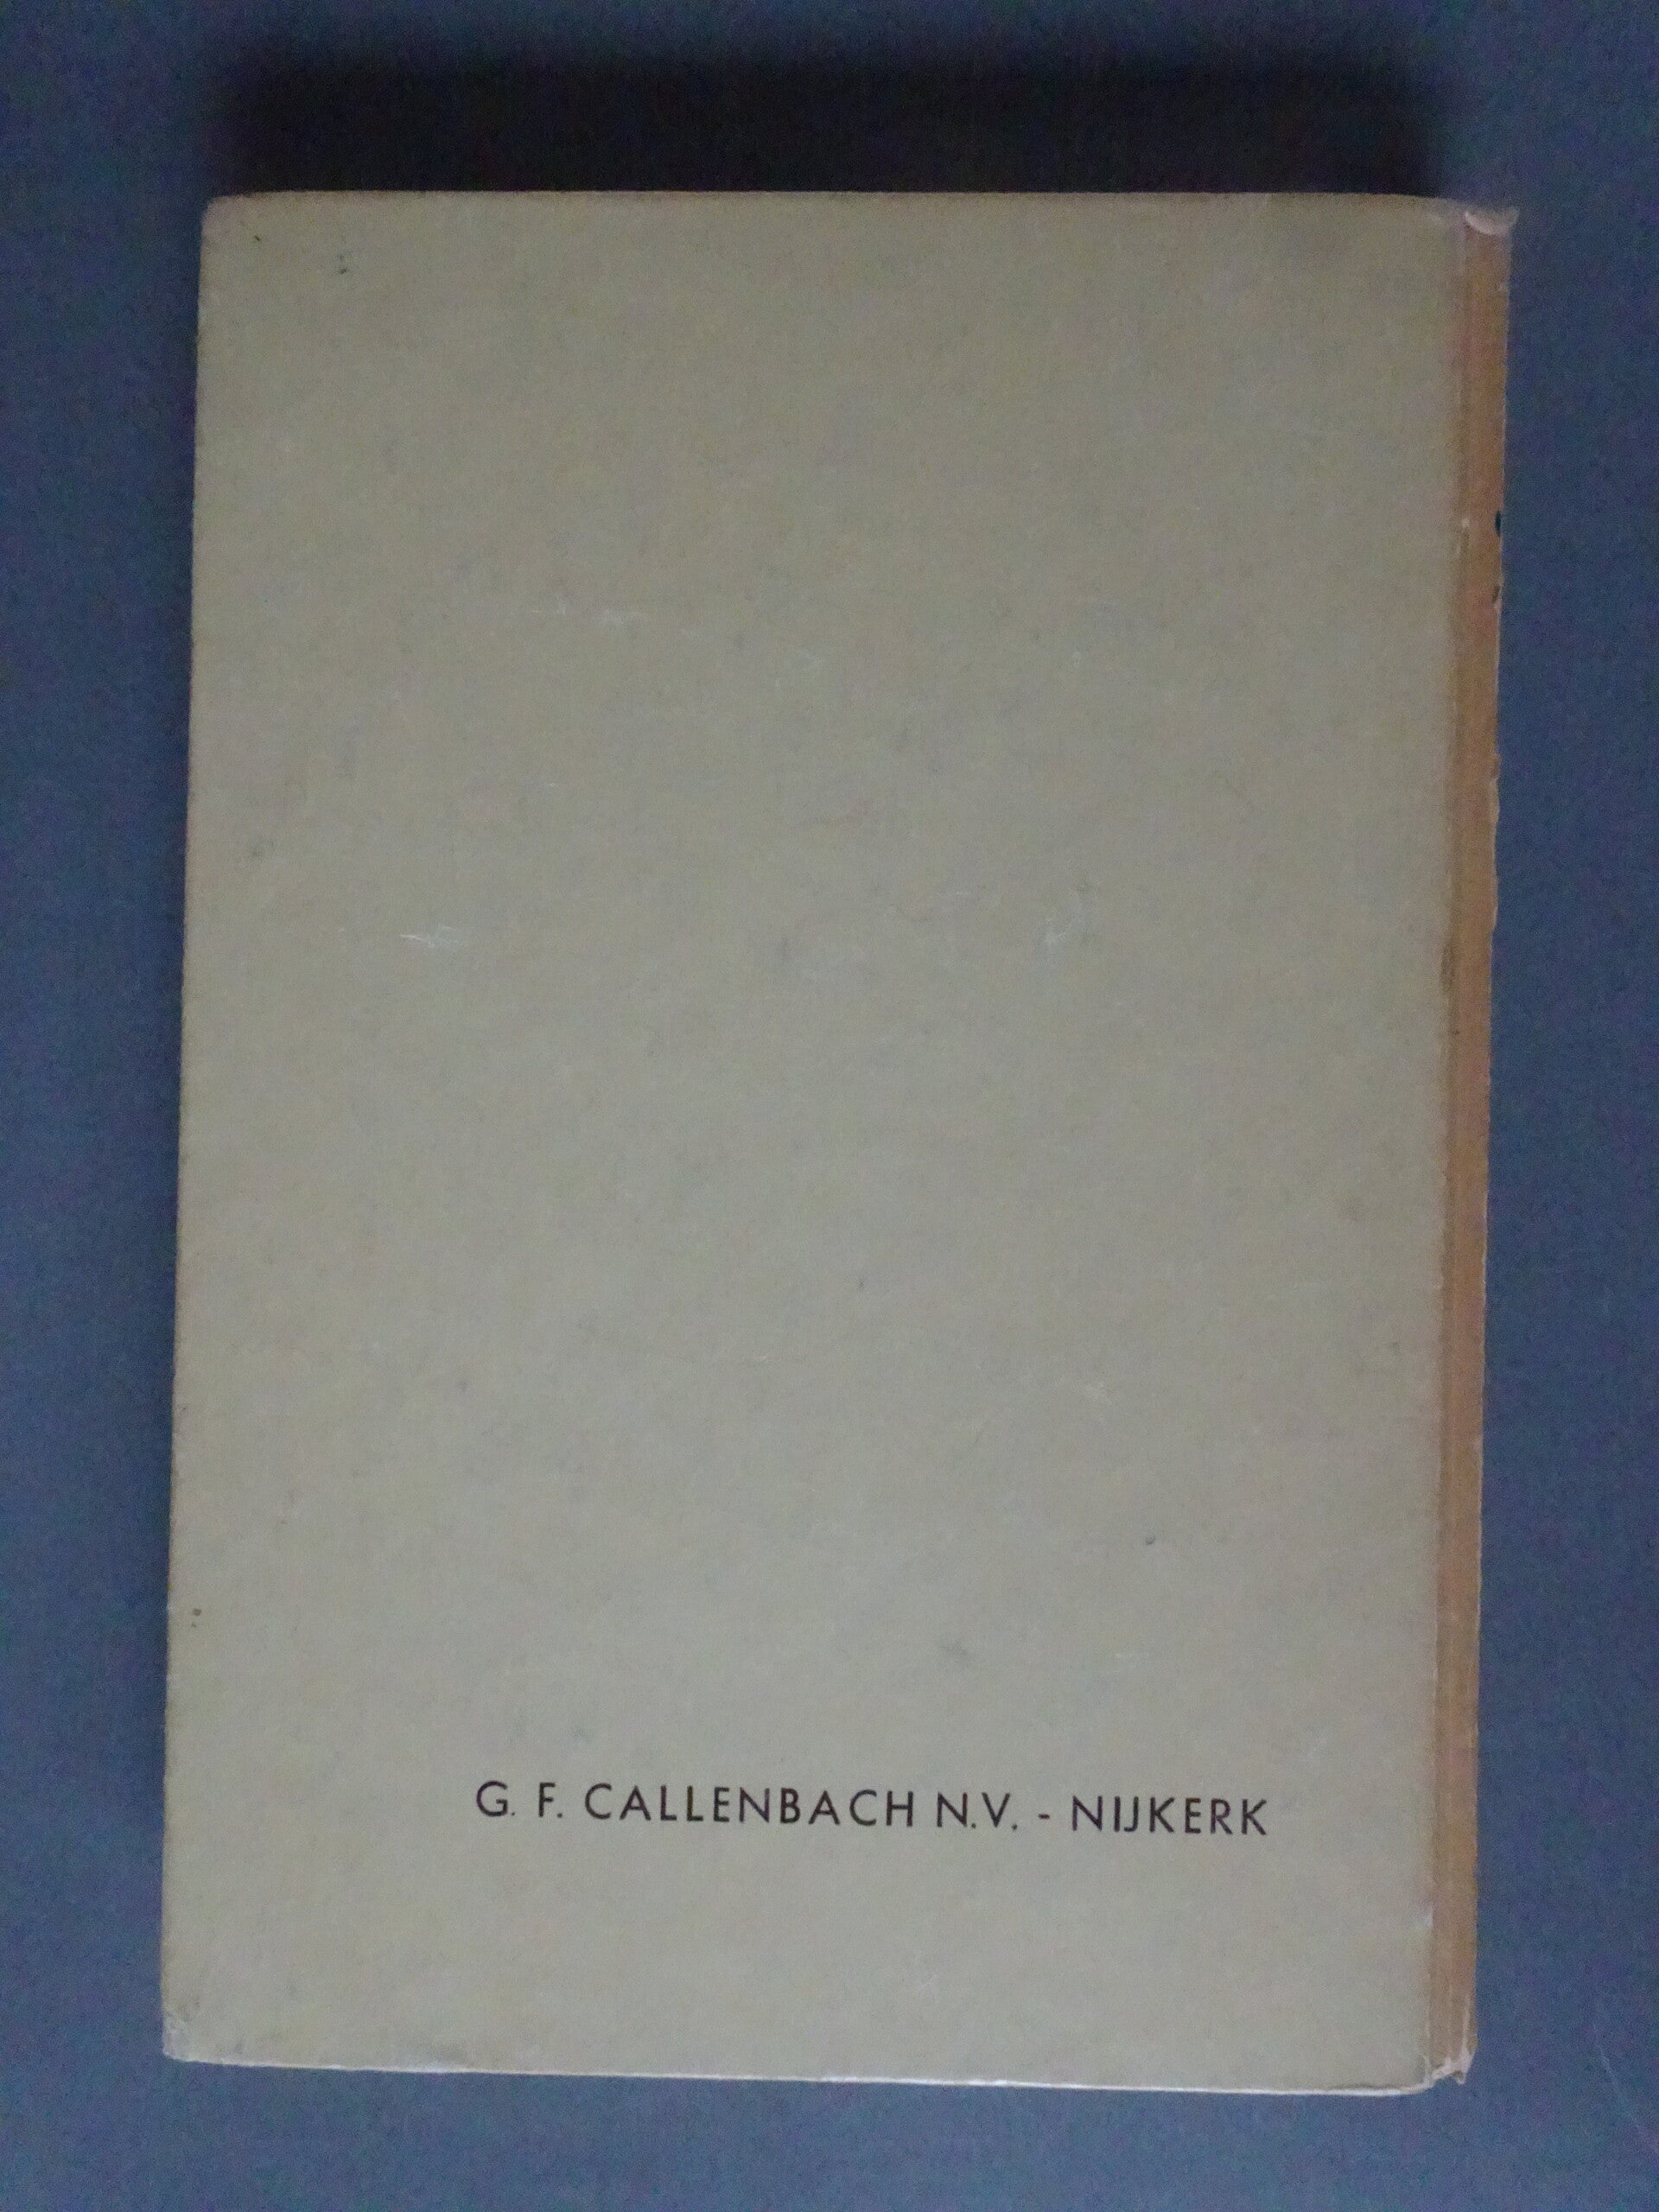 G. F. CALLENBACH N.V. - NIJKERK